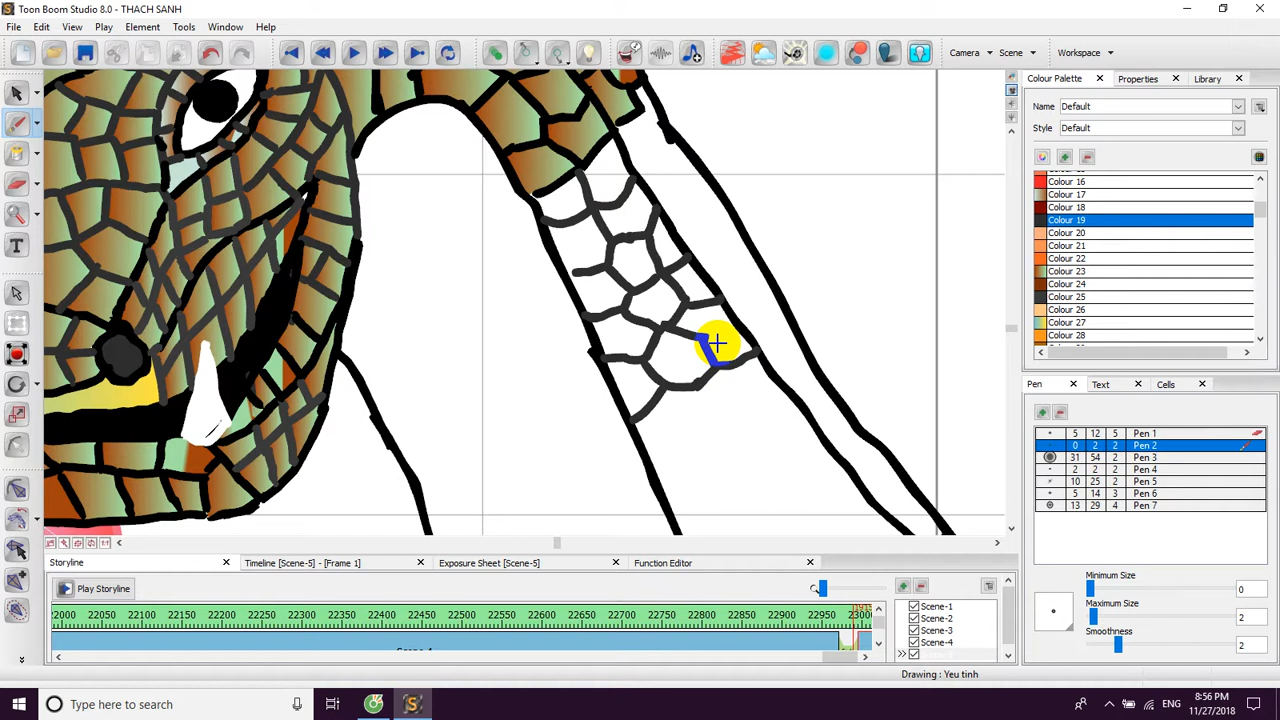 Toon Boom Studio 8.0 - THACH SANH
File Edit View Play Element Tools Window Help
Camera Scene Workspace
Colour Palette Properties Library
Name Default
Style Default
Colour 16
Colour 17
Colour 18
Colour 19
Colour 20
Colour 21
Colour 22
Colour 23
Colour 24
Colour 25
Colour 26
Colour 27
Colour 28
Pen Text Cells
5 12 5 Pen 1
0 2 2 Pen 2
31 54 2 Pen 3
2 2 2 Pen 4
10 25 2 Pen 5
5 14 3 Pen 6
13 29 4 Pen 7
Minimum Size
0
Maximum Size
2
Smoothness
2
Storyline Timeline [Scene-5] - [Frame 1] Exposure Sheet [Scene-5] Function Editor
Play Storyline
22050 22100 22150 22200 22250 22300 22350 22400 22450 22500 22550 22600 22650 22700 22750 22800 22850 22900
Scene-1
Scene-2
Scene-3
Scene-4
Drawing : Yeu tinh
Type here to search
ENG
8:56 PM
11/27/2018